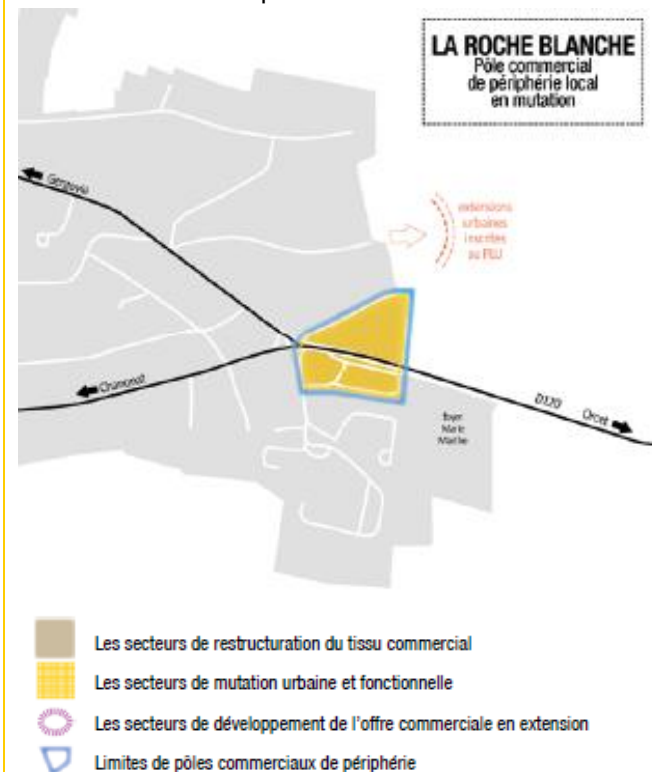 LA ROCHE BLANCHE
Pôle commercial
de périphérie local
en mutation
Gergovie
extensions
urbaines
inscrites
au PLU
Chanonat
D120
Orcet
foyer
Marie
Marthe
Les secteurs de restructuration du tissu commercial
Les secteurs de mutation urbaine et fonctionnelle
Les secteurs de développement de l'offre commerciale en extension
Limites de pôles commerciaux de périphérie